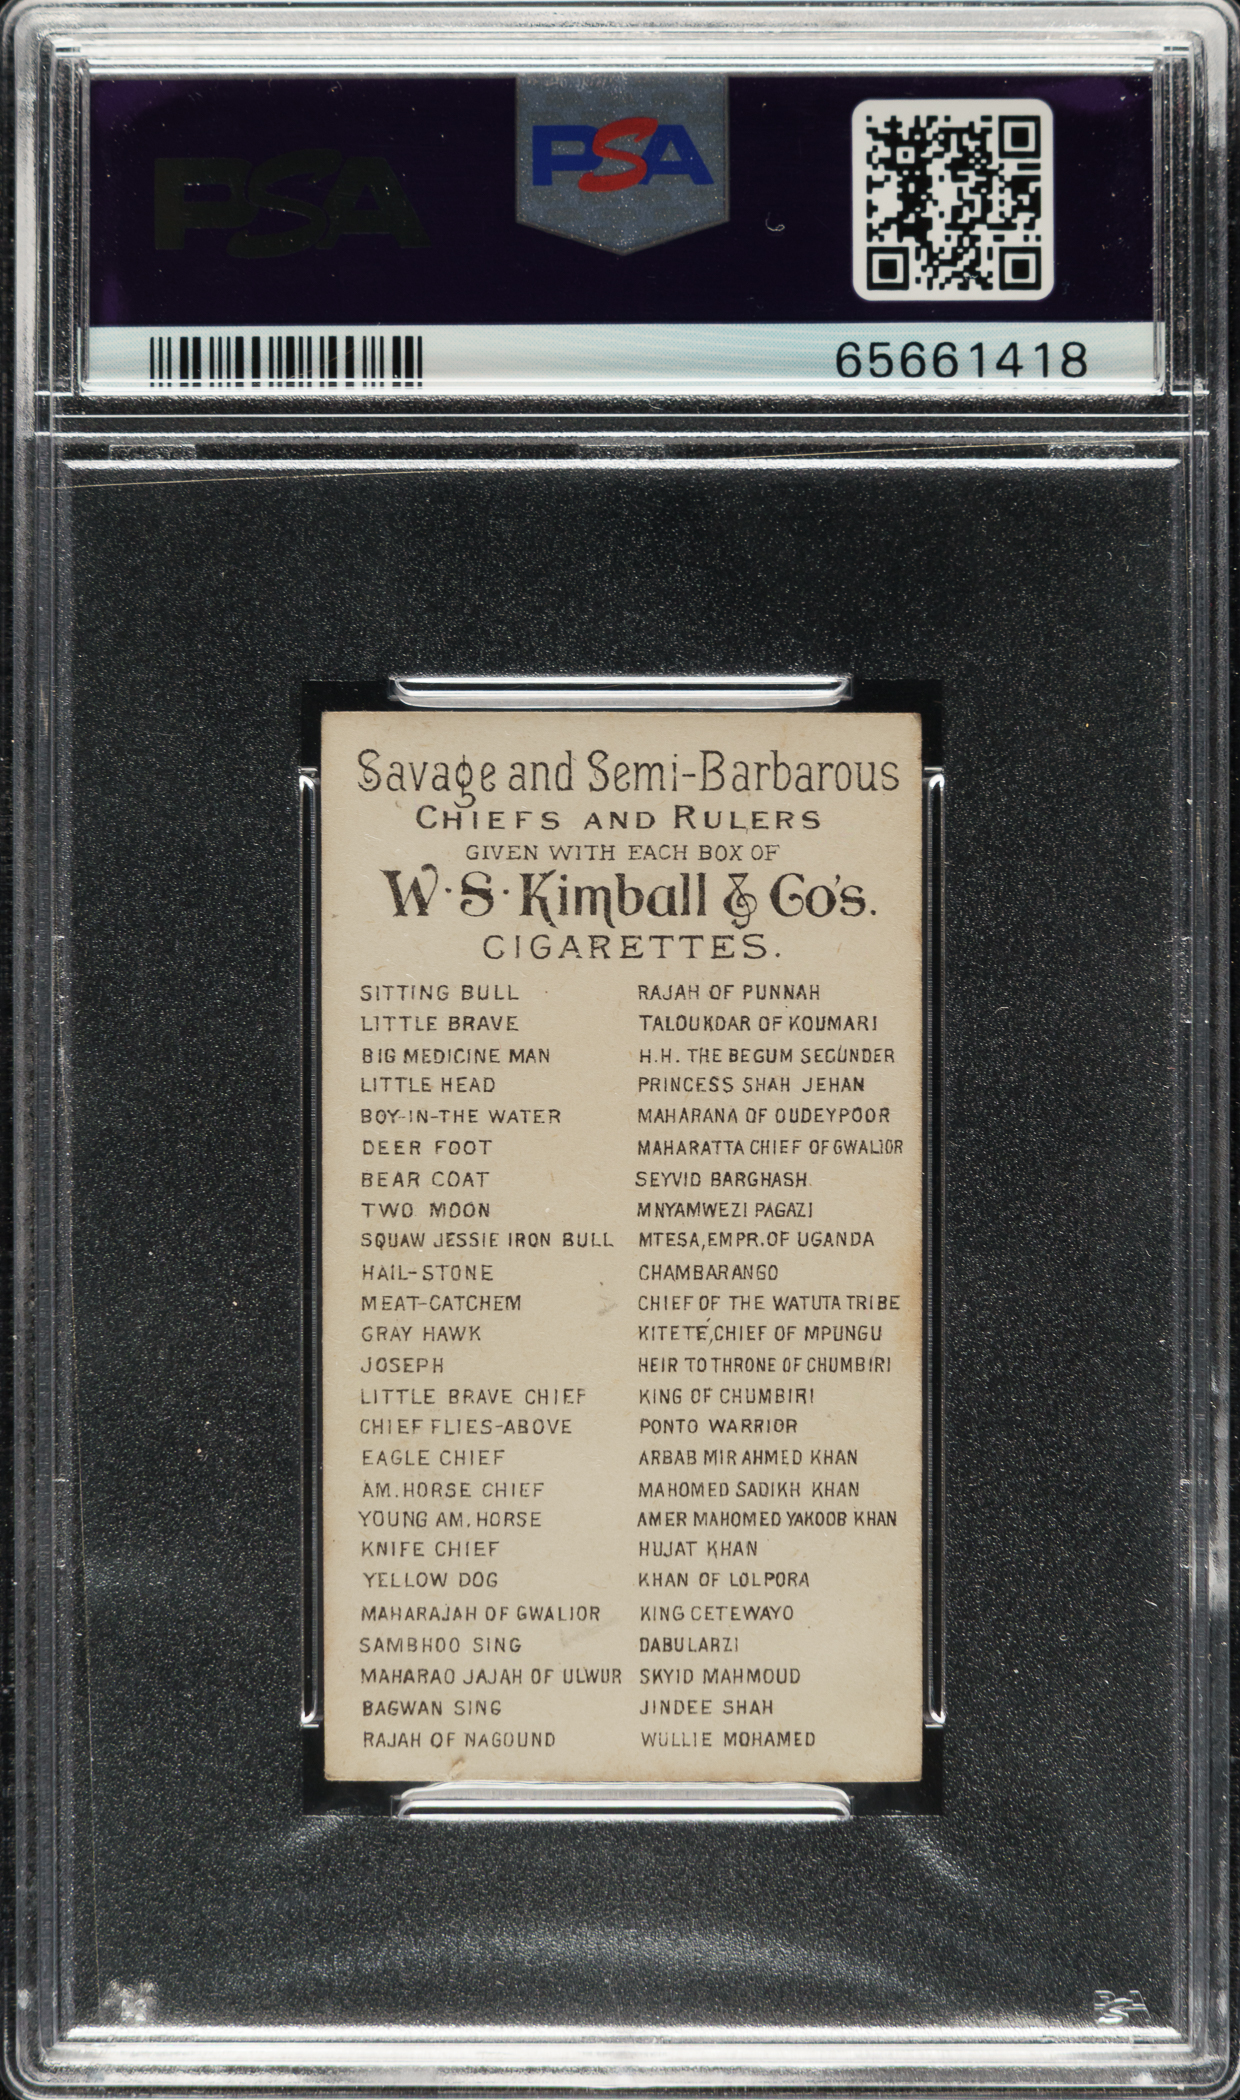 PSA
PSA
65661418
Savage and Semi-Barbarous
CHIEFS AND RULERS
GIVEN WITH EACH BOX OF
W·S·Kimball & Co's.
CIGARETTES.
SITTING BULL
LITTLE BRAVE
BIG MEDICINE MAN
LITTLE HEAD
BOY-IN-THE WATER
DEER FOOT
BEAR COAT
TWO MOON
SQUAW JESSIE IRON BULL
HAIL-STONE
MEAT-CATCHEM
GRAY HAWK
JOSEPH
LITTLE BRAVE CHIEF
CHIEF FLIES-ABOVE
EAGLE CHIEF
AM. HORSE CHIEF
YOUNG AM. HORSE
KNIFE CHIEF
YELLOW DOG
MAHARAJAH OF GWALIOR
SAMBHOO SING
MAHARAO JAJAH OF ULWUR
BAGWAN SING
RAJAH OF NAGOUND
RAJAH OF PUNNAH
TALOUKDAR OF KOUMARI
H.H. THE BEGUM SECUNDER
PRINCESS SHAH JEHAN
MAHARANA OF OUDEYPOOR
MAHARATTA CHIEF OF GWALIOR
SEYVID BARGHASH
MNYAMWEZI PAGAZI
MTESA, EMPR. OF UGANDA
CHAMBARANGO
CHIEF OF THE WATUTA TRIBE
KITETÉ, CHIEF OF MPUNGU
HEIR TO THRONE OF CHUMBIRI
KING OF CHUMBIRI
PONTO WARRIOR
ARBAB MIR AHMED KHAN
MAHOMED SADIKH KHAN
AMER MAHOMED YAKOOB KHAN
HUJAT KHAN
KHAN OF LOLPORA
KING CETEWAYO
DABULARZI
SKYID MAHMOUD
JINDEE SHAH
WULLIE MOHAMED
PSA